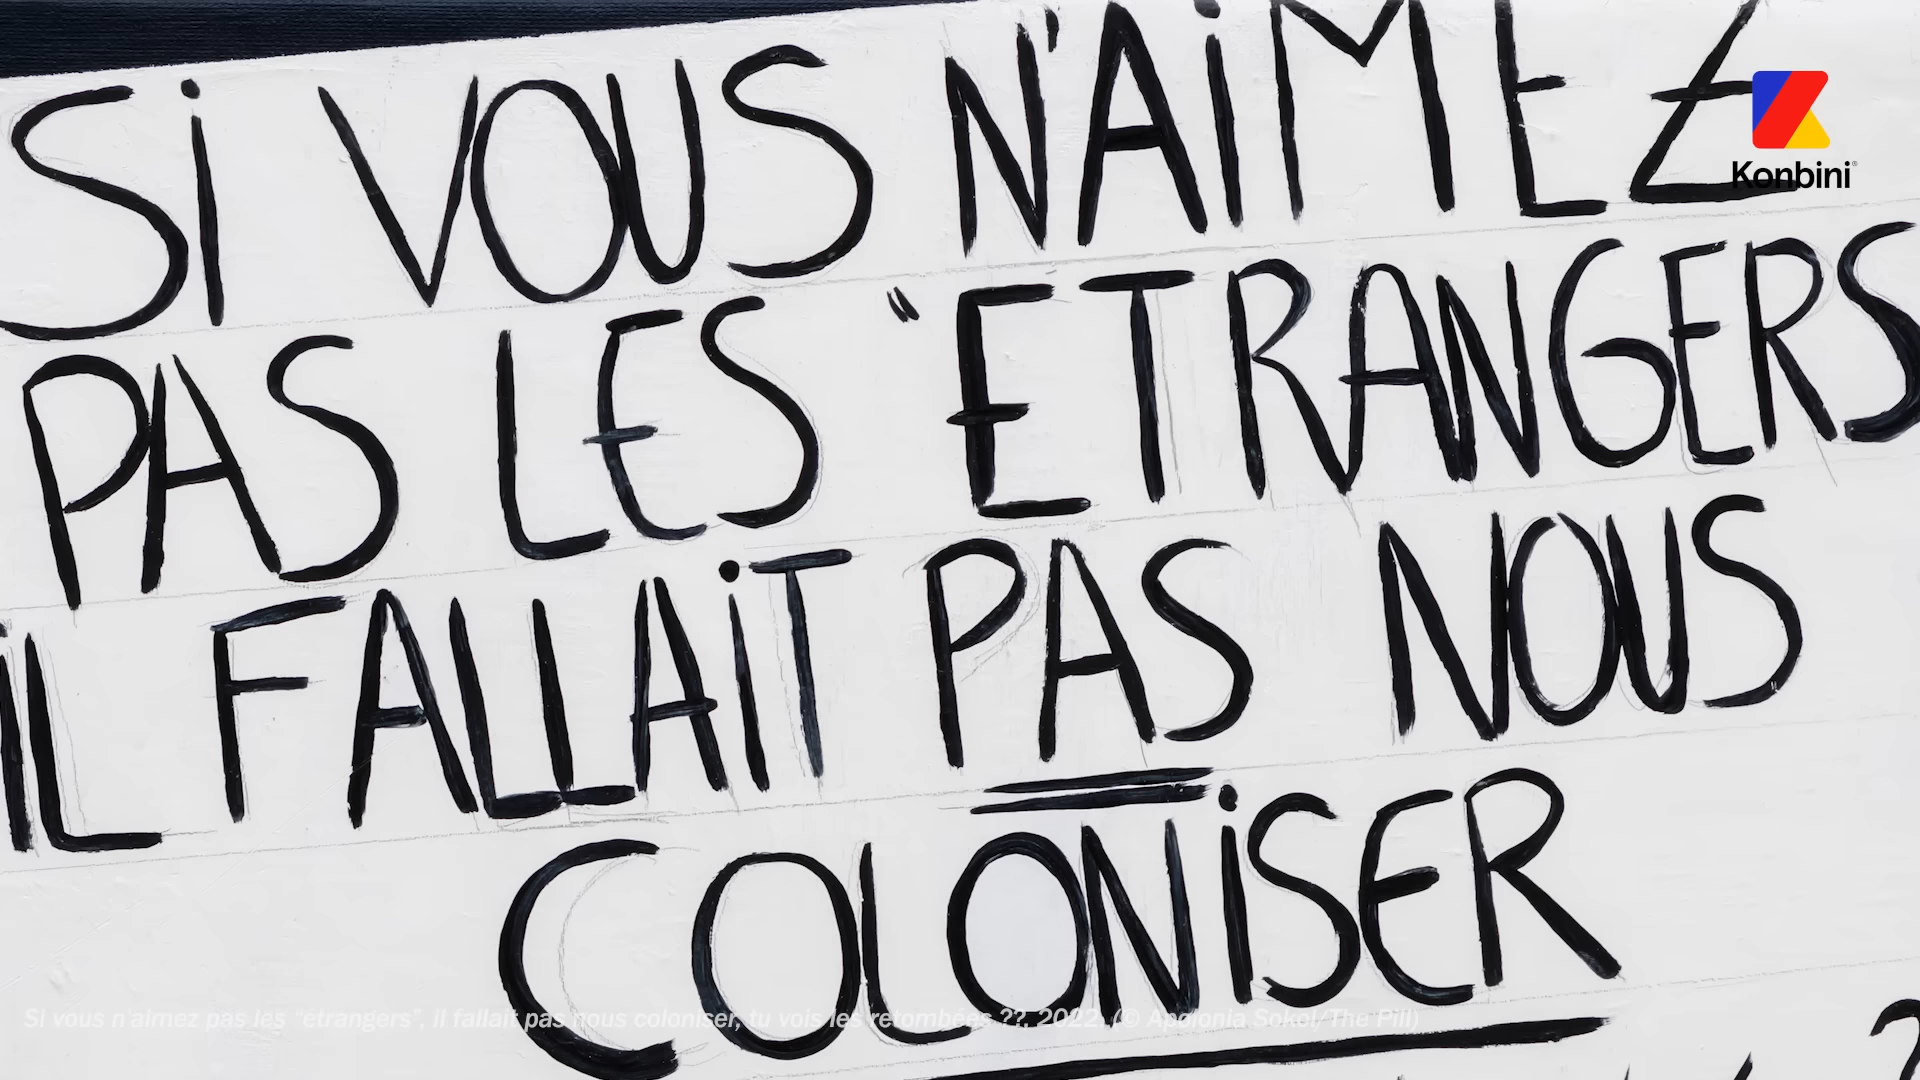 Si VOUS N'AiMEZ
PAS LES "ETRANGERS
iL FALLAiT PAS NOUS
COLONiSER
Konbini
Si vous n'aimez pas les "etrangers", il fallait pas nous coloniser, tu vois les retombées ??, 2022. (© Apolonia Sokol/The Pill)
?